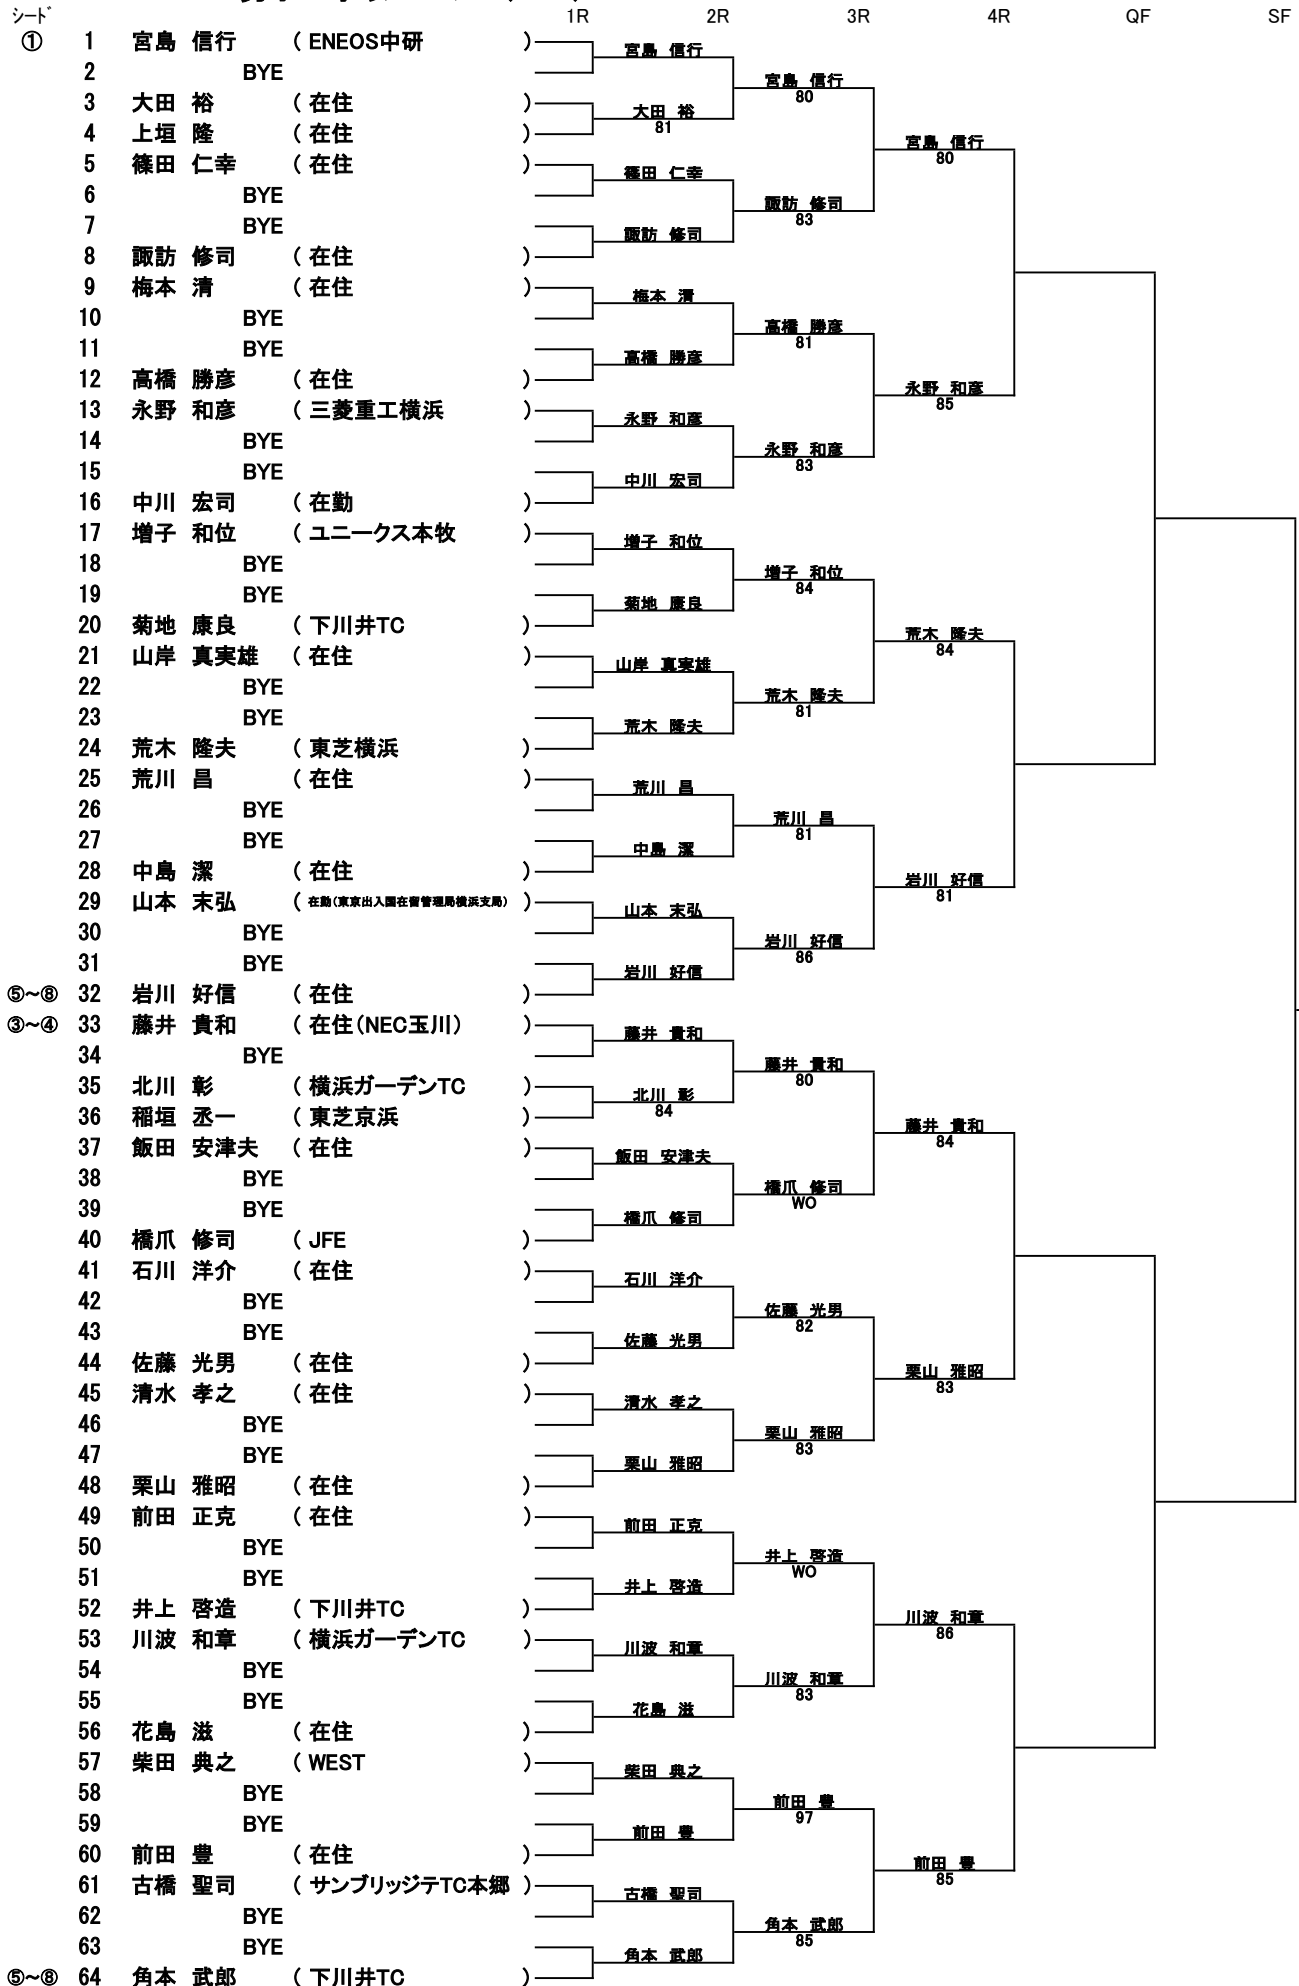 シード 1R 2R 3R 4R QF SF
① 1 宮島 信行 ( ENEOS中研 )
宮島 信行
2 BYE
宮島 信行
80
3 大田 裕 ( 在住 )
大田 裕
81
4 上垣 隆 ( 在住 )
宮島 信行
80
5 篠田 仁幸 ( 在住 )
篠田 仁幸
6 BYE
諏訪 修司
83
7 BYE
諏訪 修司
8 諏訪 修司 ( 在住 )
9 梅本 清 ( 在住 )
梅本 清
10 BYE
高橋 勝彦
81
11 BYE
高橋 勝彦
12 高橋 勝彦 ( 在住 )
永野 和彦
85
13 永野 和彦 ( 三菱重工横浜 )
永野 和彦
14 BYE
永野 和彦
83
15 BYE
中川 宏司
16 中川 宏司 ( 在勤 )
17 増子 和位 ( ユニークス本牧 )
増子 和位
18 BYE
増子 和位
84
19 BYE
菊地 康良
20 菊地 康良 ( 下川井TC )
荒木 隆夫
84
21 山岸 真実雄 ( 在住 )
山岸 真実雄
22 BYE
荒木 隆夫
81
23 BYE
荒木 隆夫
24 荒木 隆夫 ( 東芝横浜 )
25 荒川 昌 ( 在住 )
荒川 昌
26 BYE
荒川 昌
81
27 BYE
中島 潔
28 中島 潔 ( 在住 )
岩川 好信
81
29 山本 末弘 ( 在勤(東京出入国在留管理局横浜支局) )
山本 末弘
30 BYE
岩川 好信
86
31 BYE
岩川 好信
⑤～⑧ 32 岩川 好信 ( 在住 )
③～④ 33 藤井 貴和 ( 在住(NEC玉川) )
藤井 貴和
34 BYE
藤井 貴和
80
35 北川 彰 ( 横浜ガーデンTC )
北川 彰
84
36 稲垣 丞一 ( 東芝京浜 )
藤井 貴和
84
37 飯田 安津夫 ( 在住 )
飯田 安津夫
38 BYE
橋爪 修司
WO
39 BYE
橋爪 修司
40 橋爪 修司 ( JFE )
41 石川 洋介 ( 在住 )
石川 洋介
42 BYE
佐藤 光男
82
43 BYE
佐藤 光男
44 佐藤 光男 ( 在住 )
栗山 雅昭
83
45 清水 孝之 ( 在住 )
清水 孝之
46 BYE
栗山 雅昭
83
47 BYE
栗山 雅昭
48 栗山 雅昭 ( 在住 )
49 前田 正克 ( 在住 )
前田 正克
50 BYE
井上 啓造
WO
51 BYE
井上 啓造
52 井上 啓造 ( 下川井TC )
川波 和章
86
53 川波 和章 ( 横浜ガーデンTC )
川波 和章
54 BYE
川波 和章
83
55 BYE
花島 滋
56 花島 滋 ( 在住 )
57 柴田 典之 ( WEST )
柴田 典之
58 BYE
前田 豊
97
59 BYE
前田 豊
60 前田 豊 ( 在住 )
前田 豊
85
61 古橋 聖司 ( サンブリッジテTC本郷 )
古橋 聖司
62 BYE
角本 武郎
85
63 BYE
角本 武郎
⑤～⑧ 64 角本 武郎 ( 下川井TC )